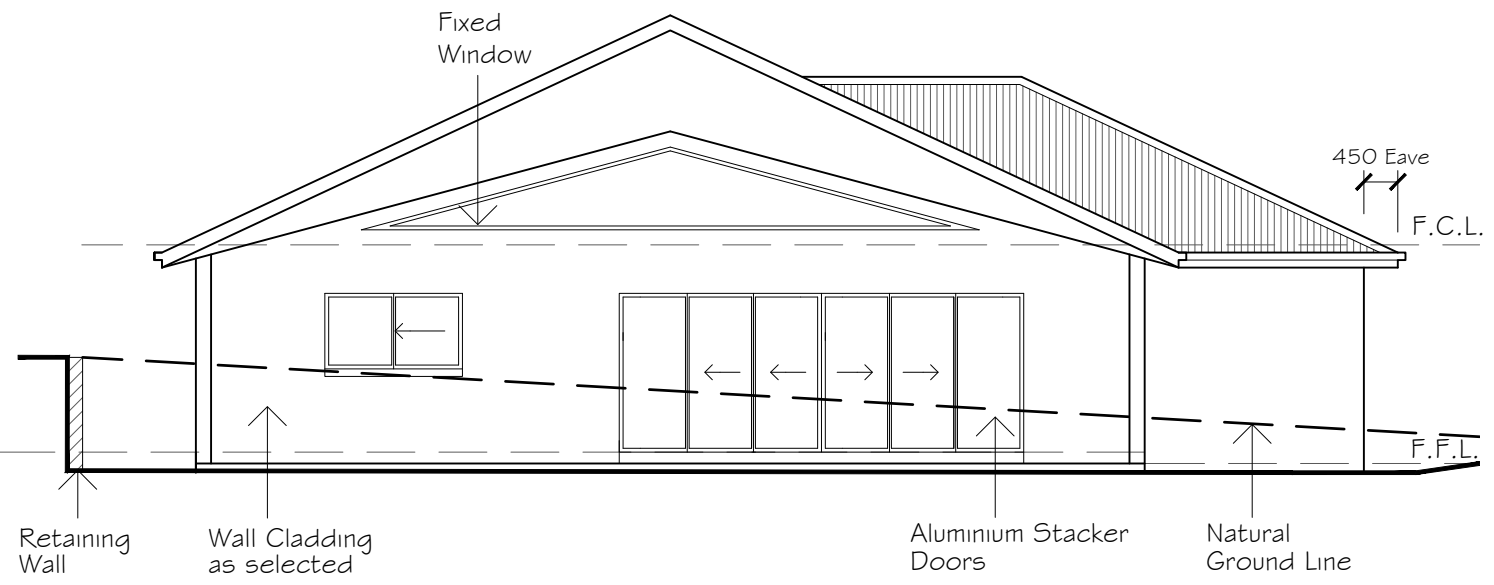 Fixed
Window
450 Eave
F.C.L.
F.F.L.
Retaining
Wall
Wall Cladding
as selected
Aluminium Stacker
Doors
Natural
Ground Line